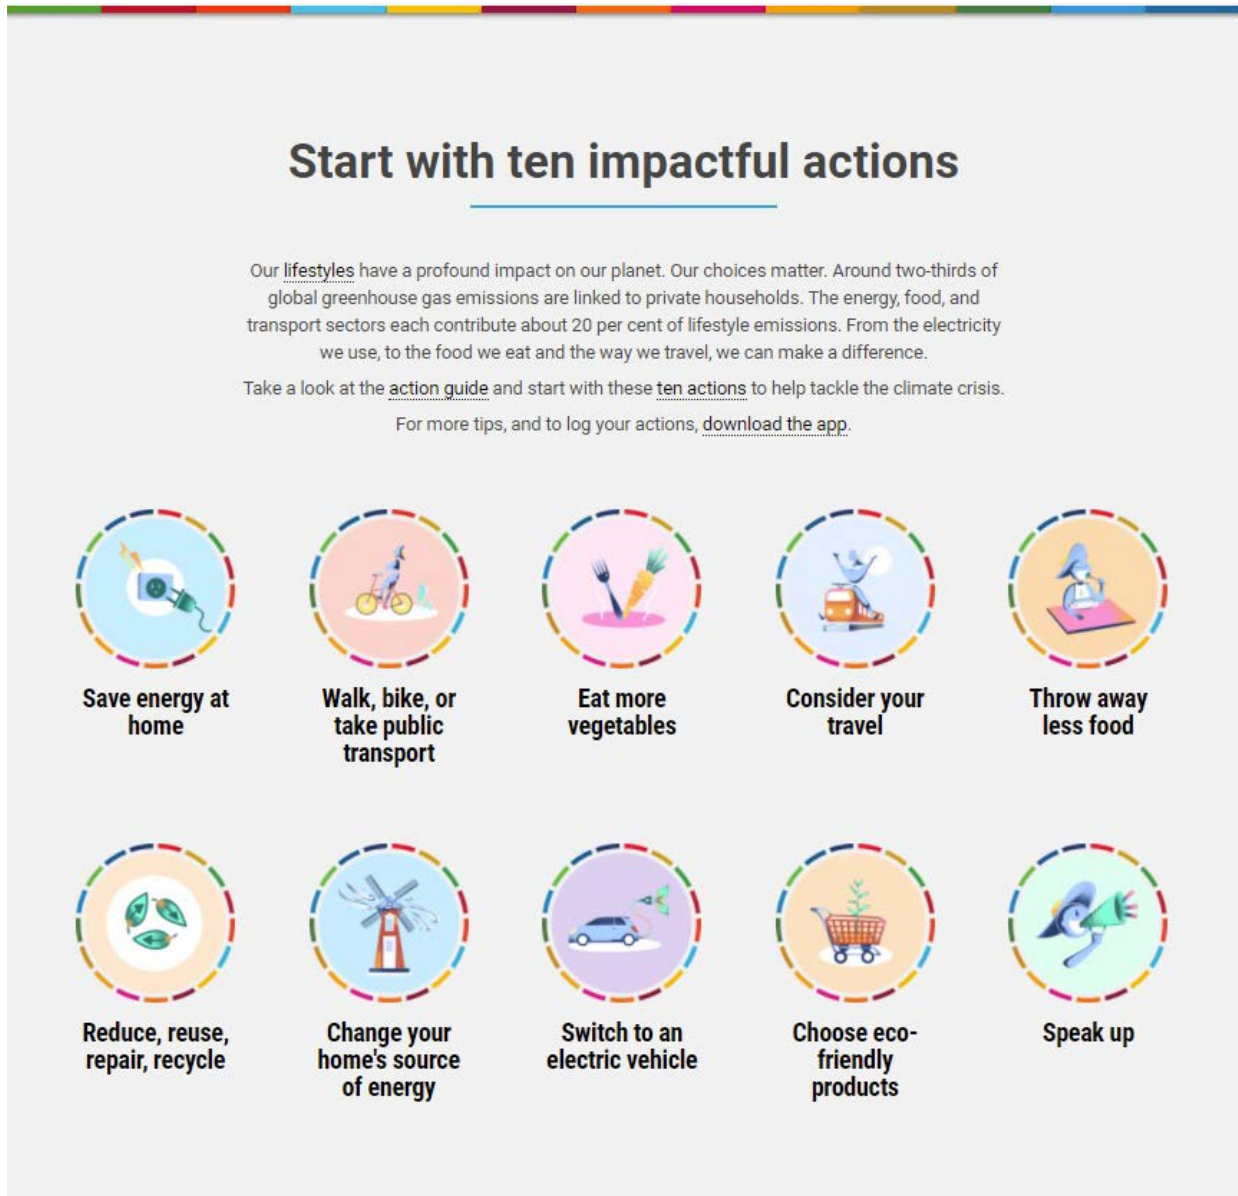 Start with ten impactful actions
Our lifestyles have a profound impact on our planet. Our choices matter. Around two-thirds of
global greenhouse gas emissions are linked to private households. The energy, food, and
transport sectors each contribute about 20 per cent of lifestyle emissions. From the electricity
we use, to the food we eat and the way we travel, we can make a difference.
Take a look at the action guide and start with these ten actions to help tackle the climate crisis.
For more tips, and to log your actions, download the app.
Save energy at
home
Walk, bike, or
take public
transport
Eat more
vegetables
Consider your
travel
Throw away
less food
Reduce, reuse,
repair, recycle
Change your
home's source
of energy
Switch to an
electric vehicle
Choose eco-
friendly
products
Speak up